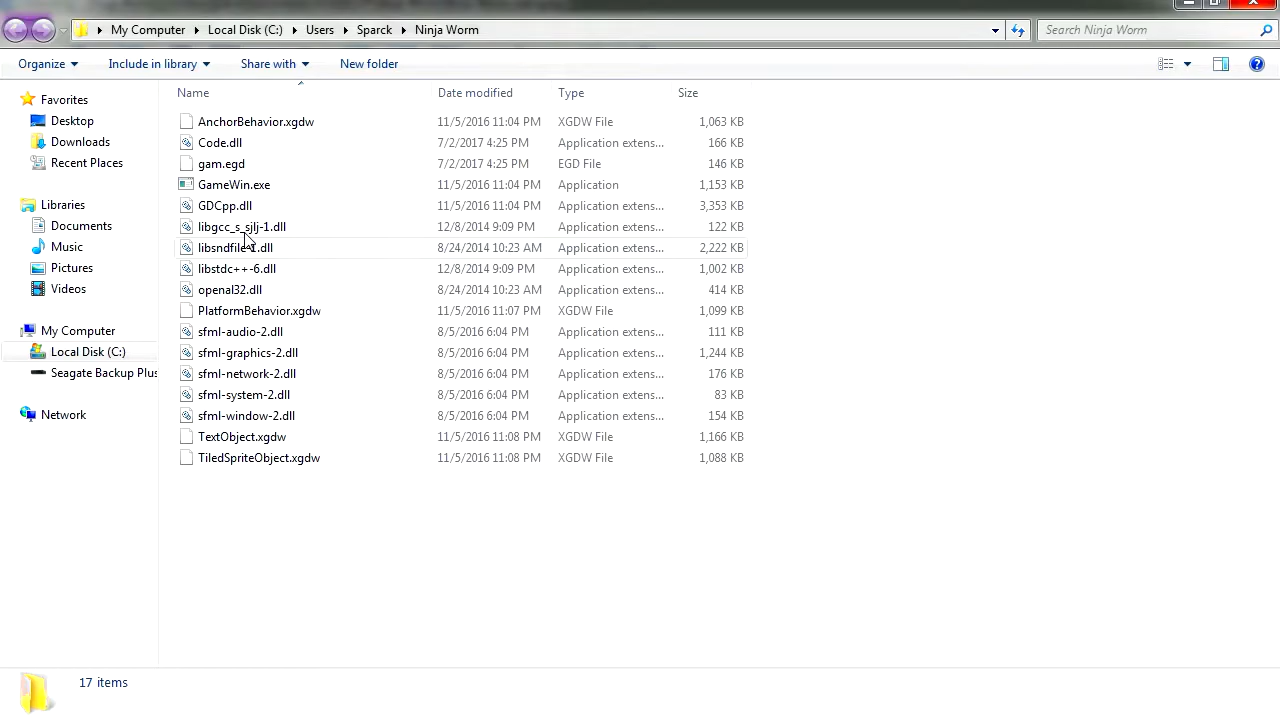 My Computer Local Disk (C:) Users Sparck Ninja Worm Search Ninja Worm
Organize Include in library Share with New folder
Name Date modified Type Size
Favorites
Desktop
Downloads
Recent Places
Libraries
Documents
Music
Pictures
Videos
My Computer
Local Disk (C:)
Seagate Backup Plus
Network
AnchorBehavior.xgdw 11/5/2016 11:04 PM XGDW File 1,063 KB
Code.dll 7/2/2017 4:25 PM Application extens... 166 KB
gam.egd 7/2/2017 4:25 PM EGD File 146 KB
GameWin.exe 11/5/2016 11:04 PM Application 1,153 KB
GDCpp.dll 11/5/2016 11:04 PM Application extens... 3,353 KB
libgcc_s_sjlj-1.dll 12/8/2014 9:09 PM Application extens... 122 KB
libsndfile-1.dll 8/24/2014 10:23 AM Application extens... 2,222 KB
libstdc++-6.dll 12/8/2014 9:09 PM Application extens... 1,002 KB
openal32.dll 8/24/2014 10:23 AM Application extens... 414 KB
PlatformBehavior.xgdw 11/5/2016 11:07 PM XGDW File 1,099 KB
sfml-audio-2.dll 8/5/2016 6:04 PM Application extens... 111 KB
sfml-graphics-2.dll 8/5/2016 6:04 PM Application extens... 1,244 KB
sfml-network-2.dll 8/5/2016 6:04 PM Application extens... 176 KB
sfml-system-2.dll 8/5/2016 6:04 PM Application extens... 83 KB
sfml-window-2.dll 8/5/2016 6:04 PM Application extens... 154 KB
TextObject.xgdw 11/5/2016 11:08 PM XGDW File 1,166 KB
TiledSpriteObject.xgdw 11/5/2016 11:08 PM XGDW File 1,088 KB
17 items